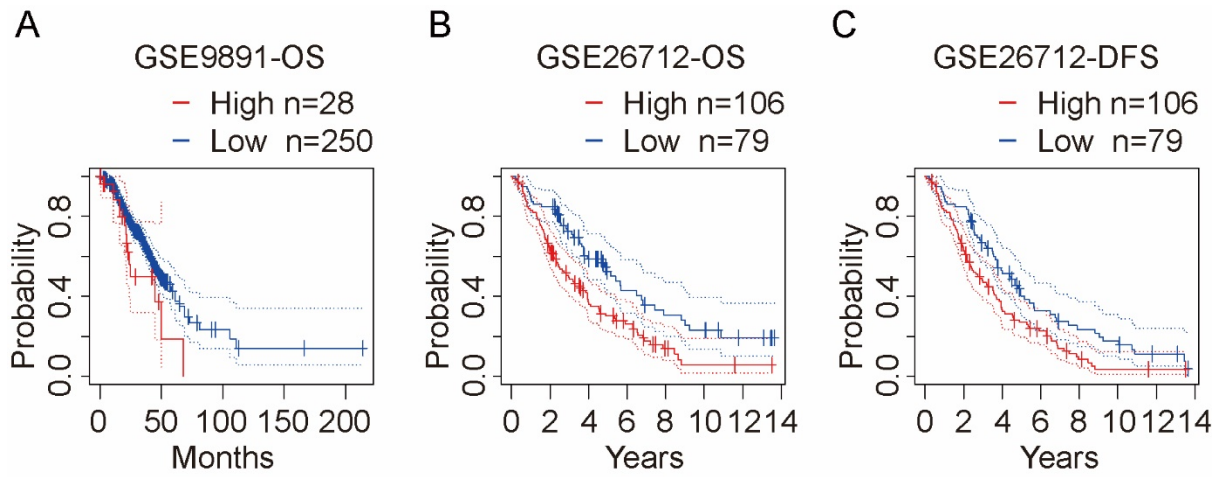 A
GSE9891-OS
High n=28
Low n=250
Probability
0.0 0.4 0.8
0 50 100 150 200
Months
B
GSE26712-OS
High n=106
Low n=79
Probability
0.0 0.4 0.8
0 2 4 6 8 10 12 14
Years
C
GSE26712-DFS
High n=106
Low n=79
Probability
0.0 0.4 0.8
0 2 4 6 8 10 12 14
Years